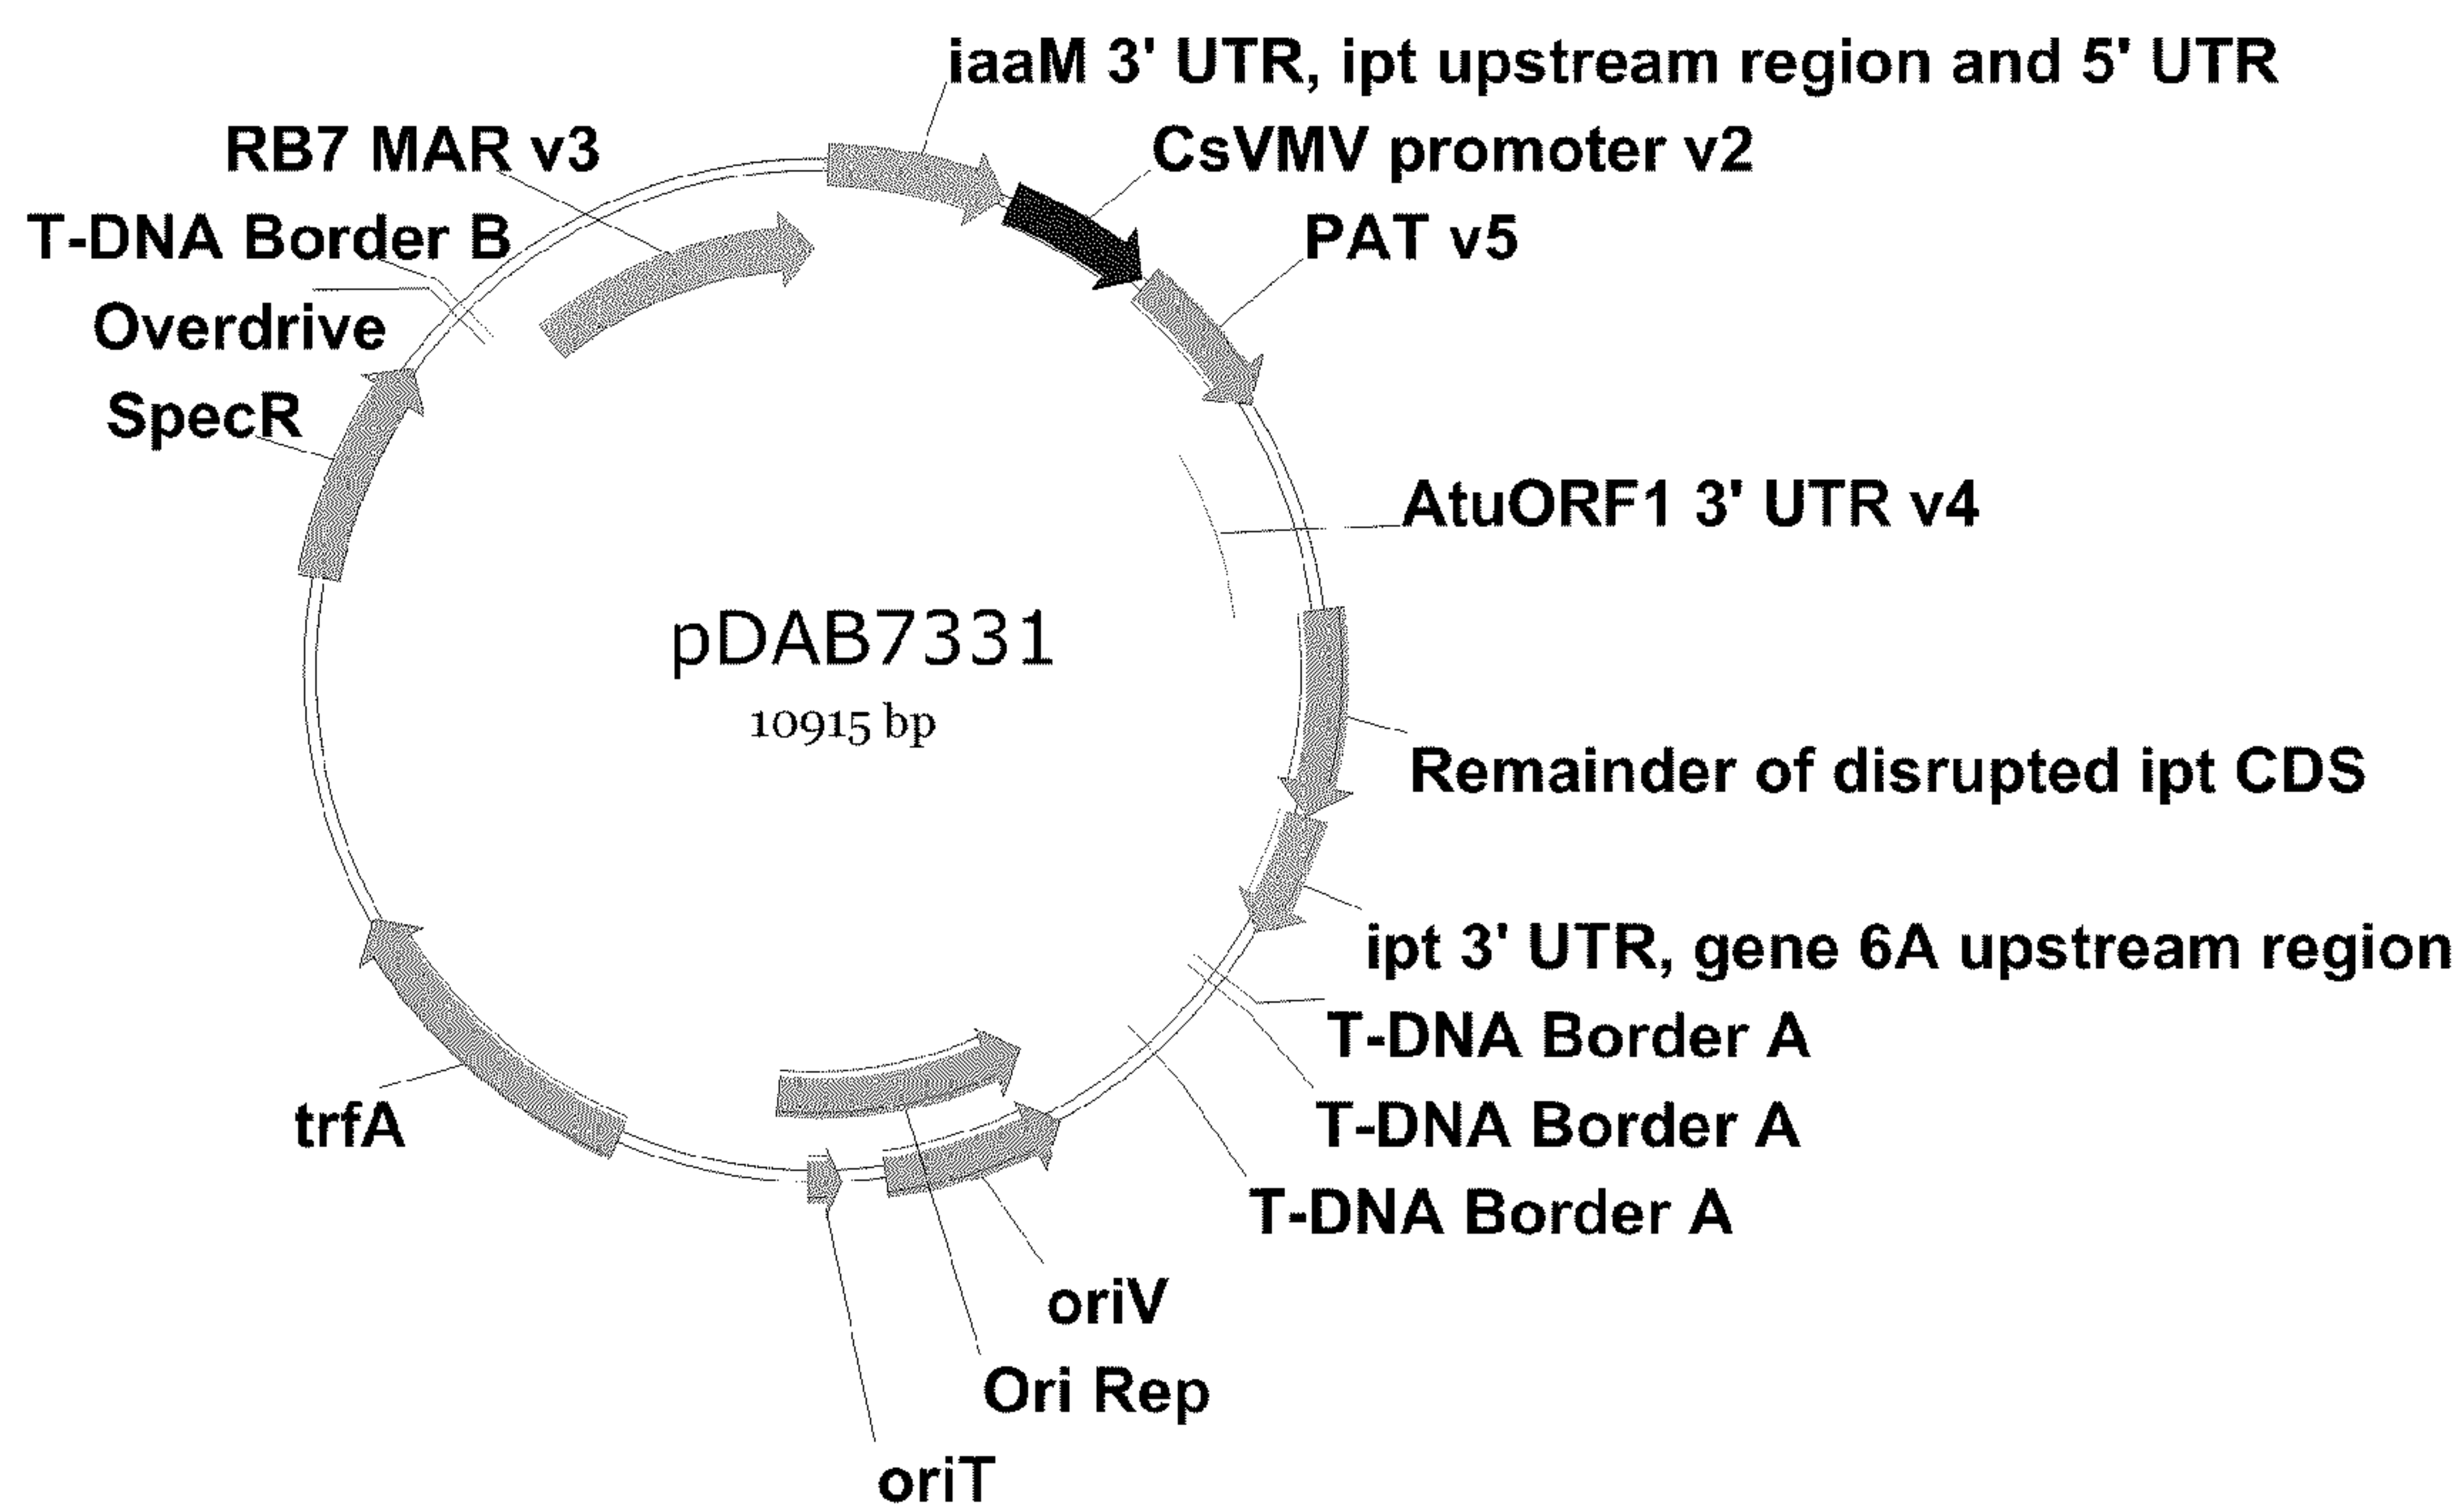 iaaM 3' UTR, ipt upstream region and 5' UTR
RB7 MAR v3
CsVMV promoter v2
T-DNA Border B
PAT v5
Overdrive
SpecR
AtuORF1 3' UTR v4
pDAB7331
10915 bp
Remainder of disrupted ipt CDS
ipt 3' UTR, gene 6A upstream region
T-DNA Border A
trfA
T-DNA Border A
T-DNA Border A
oriV
Ori Rep
oriT